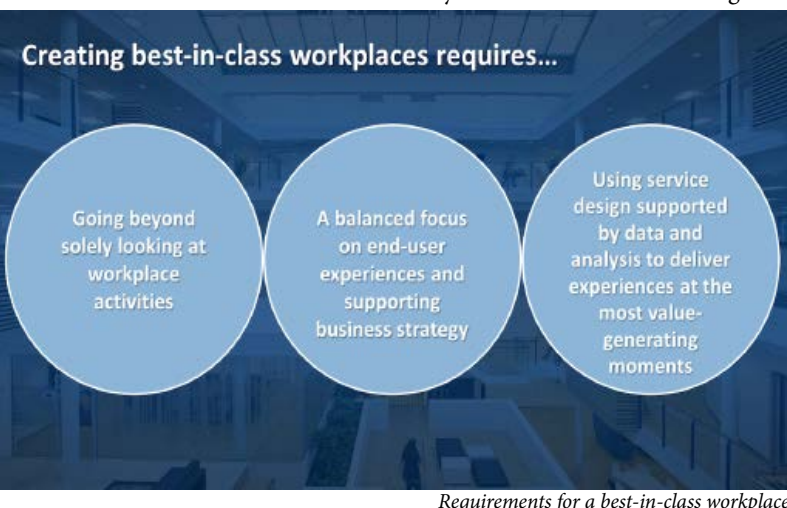 Creating best-in-class workplaces requires...
Going beyond
solely looking at
workplace
activities
A balanced focus
on end-user
experiences and
supporting
business strategy
Using service
design supported
by data and
analysis to deliver
experiences at the
most value-
generating
moments
Requirements for a best-in-class workplace